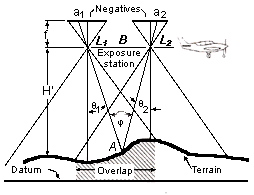 a1 Negatives a2
f L1 B L2
Exposure
station
H'
θ1 θ2
φ
A
Datum Overlap Terrain